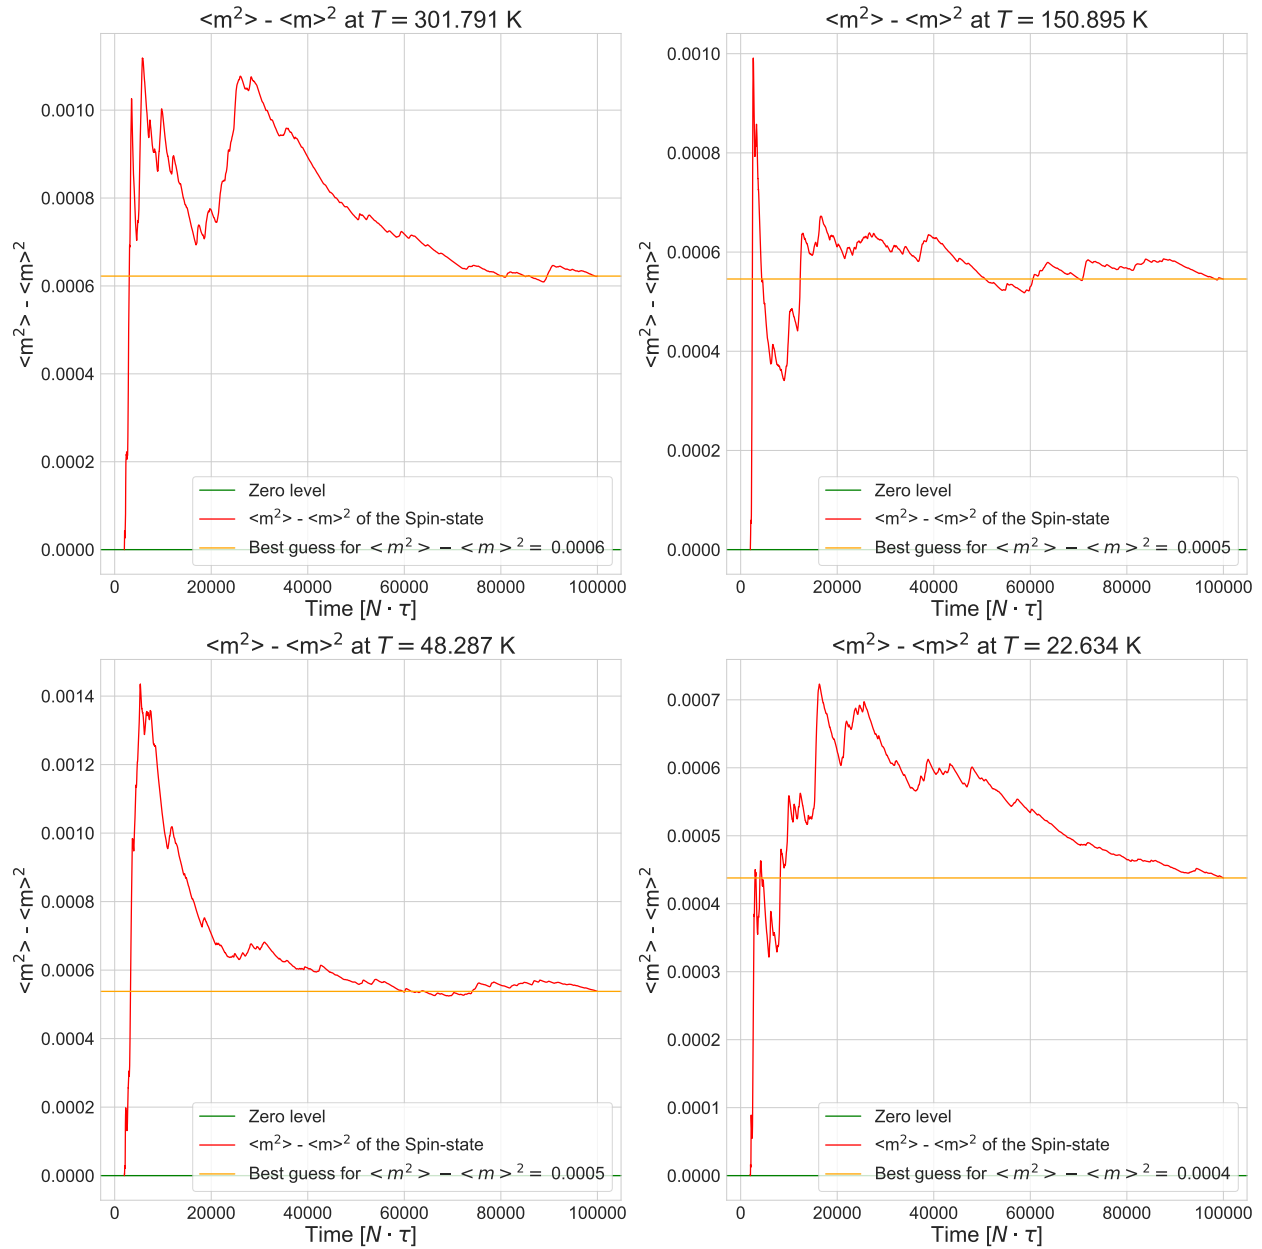 <m²> - <m>² at T = 301.791 K
<m²> - <m>²
0.0010
0.0008
0.0006
0.0004
0.0002
0.0000
Zero level
<m²> - <m>² of the Spin-state
Best guess for < m² > − < m > ² = 0.0006
0 20000 40000 60000 80000 100000
Time [N · τ]
<m²> - <m>² at T = 150.895 K
<m²> - <m>²
0.0010
0.0008
0.0006
0.0004
0.0002
0.0000
Zero level
<m²> - <m>² of the Spin-state
Best guess for < m² > − < m > ² = 0.0005
0 20000 40000 60000 80000 100000
Time [N · τ]
<m²> - <m>² at T = 48.287 K
<m²> - <m>²
0.0014
0.0012
0.0010
0.0008
0.0006
0.0004
0.0002
0.0000
Zero level
<m²> - <m>² of the Spin-state
Best guess for < m² > − < m > ² = 0.0005
0 20000 40000 60000 80000 100000
Time [N · τ]
<m²> - <m>² at T = 22.634 K
<m²> - <m>²
0.0007
0.0006
0.0005
0.0004
0.0003
0.0002
0.0001
0.0000
Zero level
<m²> - <m>² of the Spin-state
Best guess for < m² > − < m > ² = 0.0004
0 20000 40000 60000 80000 100000
Time [N · τ]